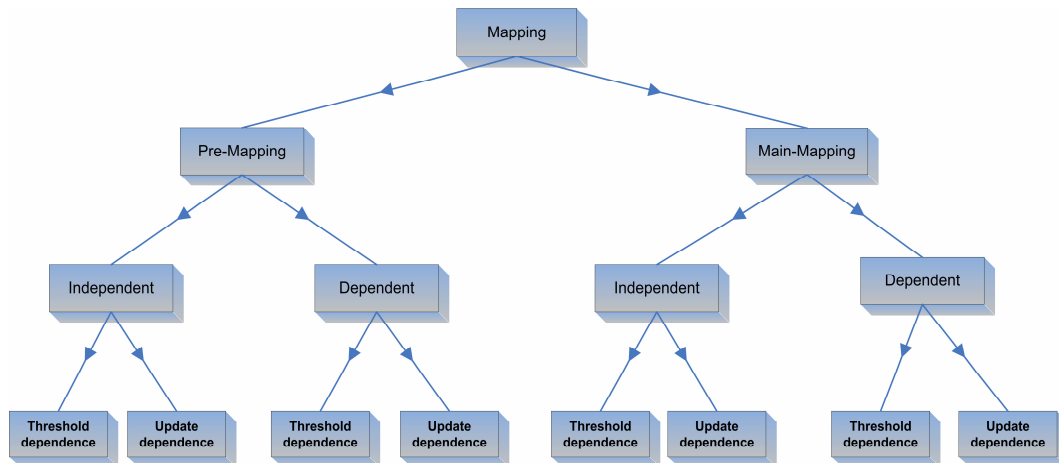 Mapping
Pre-Mapping
Main-Mapping
Independent
Dependent
Independent
Dependent
Threshold
dependence
Update
dependence
Threshold
dependence
Update
dependence
Threshold
dependence
Update
dependence
Threshold
dependence
Update
dependence